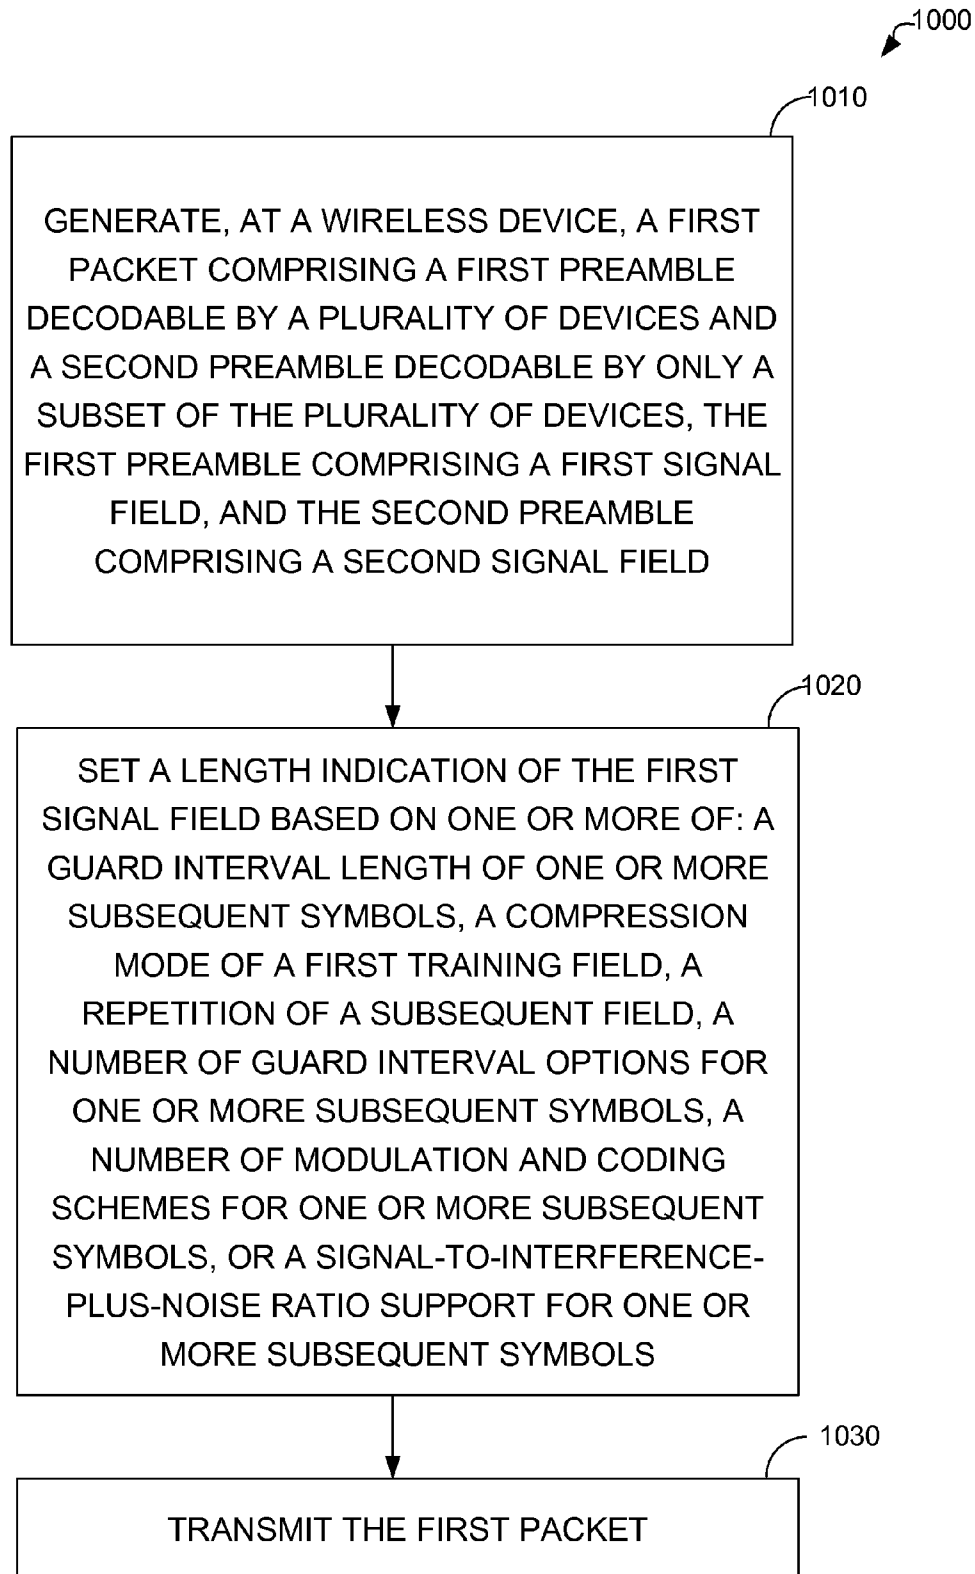 1000
1010
GENERATE, AT A WIRELESS DEVICE, A FIRST
PACKET COMPRISING A FIRST PREAMBLE
DECODABLE BY A PLURALITY OF DEVICES AND
A SECOND PREAMBLE DECODABLE BY ONLY A
SUBSET OF THE PLURALITY OF DEVICES, THE
FIRST PREAMBLE COMPRISING A FIRST SIGNAL
FIELD, AND THE SECOND PREAMBLE
COMPRISING A SECOND SIGNAL FIELD
1020
SET A LENGTH INDICATION OF THE FIRST
SIGNAL FIELD BASED ON ONE OR MORE OF: A
GUARD INTERVAL LENGTH OF ONE OR MORE
SUBSEQUENT SYMBOLS, A COMPRESSION
MODE OF A FIRST TRAINING FIELD, A
REPETITION OF A SUBSEQUENT FIELD, A
NUMBER OF GUARD INTERVAL OPTIONS FOR
ONE OR MORE SUBSEQUENT SYMBOLS, A
NUMBER OF MODULATION AND CODING
SCHEMES FOR ONE OR MORE SUBSEQUENT
SYMBOLS, OR A SIGNAL-TO-INTERFERENCE-
PLUS-NOISE RATIO SUPPORT FOR ONE OR
MORE SUBSEQUENT SYMBOLS
1030
TRANSMIT THE FIRST PACKET